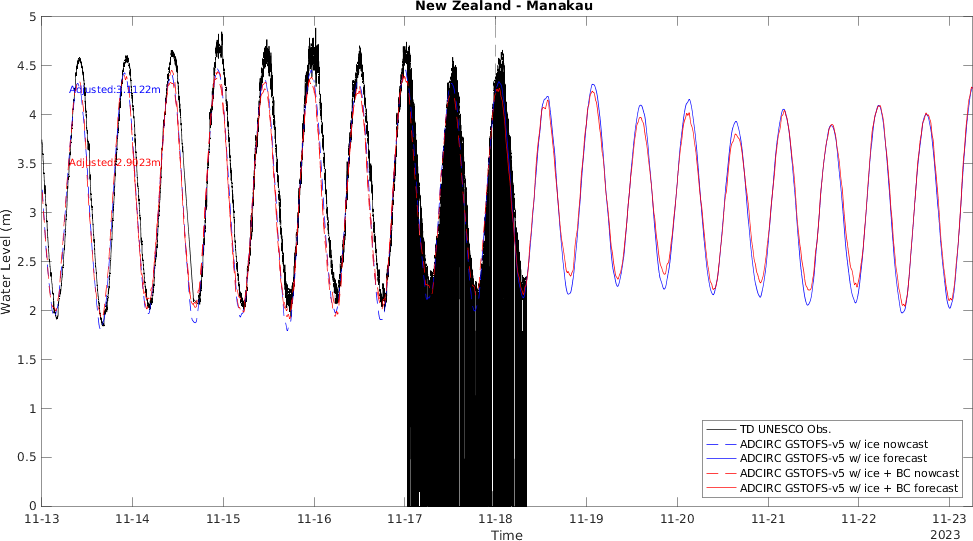 New Zealand - Manakau
5
4.5
4
3.5
3
2.5
2
1.5
1
0.5
0
Water Level (m)
Adjusted:3.1122m
Adjusted:2.9923m
TD UNESCO Obs.
ADCIRC GSTOFS-v5 w/ ice nowcast
ADCIRC GSTOFS-v5 w/ ice forecast
ADCIRC GSTOFS-v5 w/ ice + BC nowcast
ADCIRC GSTOFS-v5 w/ ice + BC forecast
11-13 11-14 11-15 11-16 11-17 11-18 11-19 11-20 11-21 11-22 11-23
Time
2023